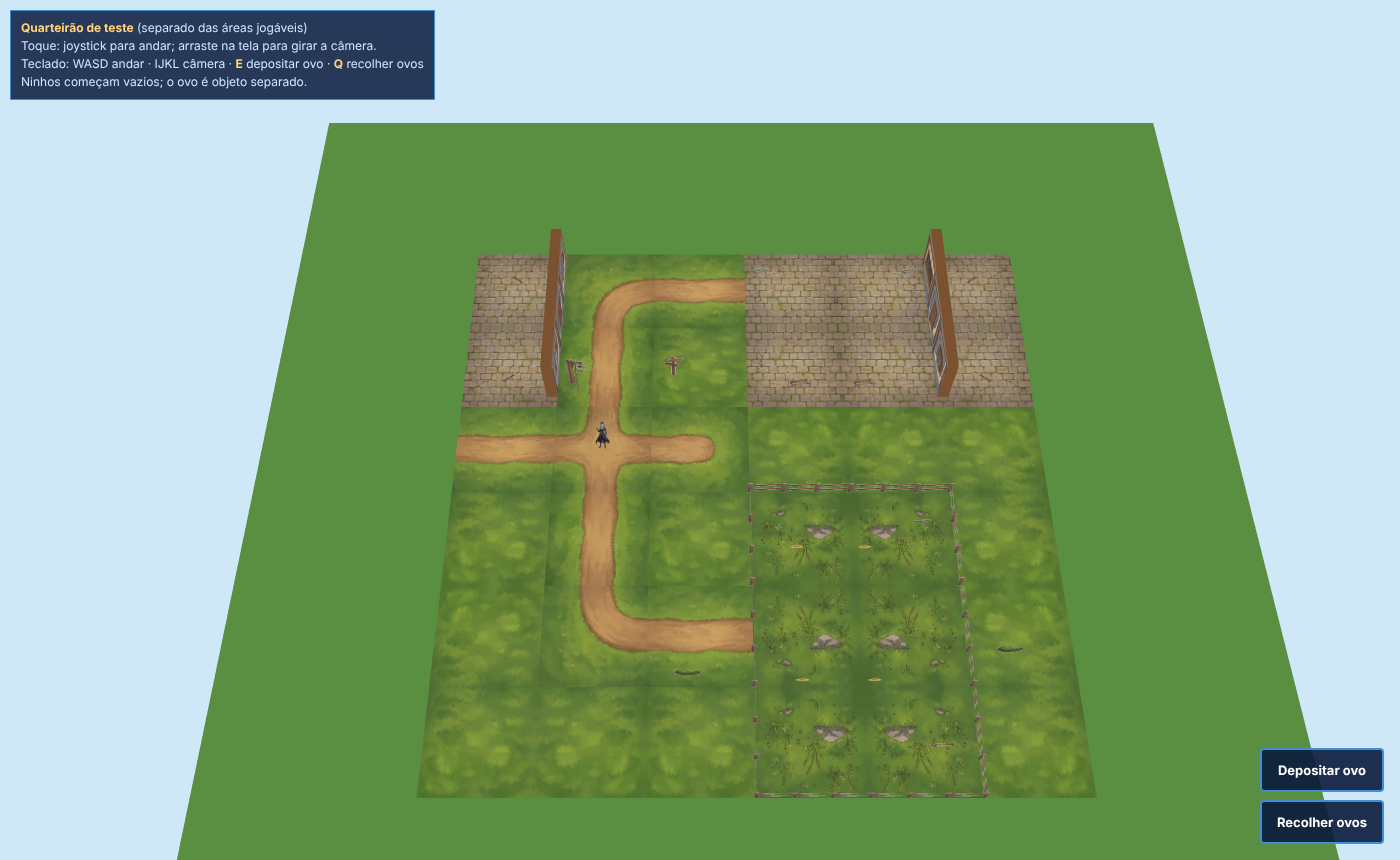 Quarteirão de teste (separado das áreas jogáveis)
Toque: joystick para andar; arraste na tela para girar a câmera.
Teclado: WASD andar · IJKL câmera · E depositar ovo · Q recolher ovos
Ninhos começam vazios; o ovo é objeto separado.
Depositar ovo
Recolher ovos